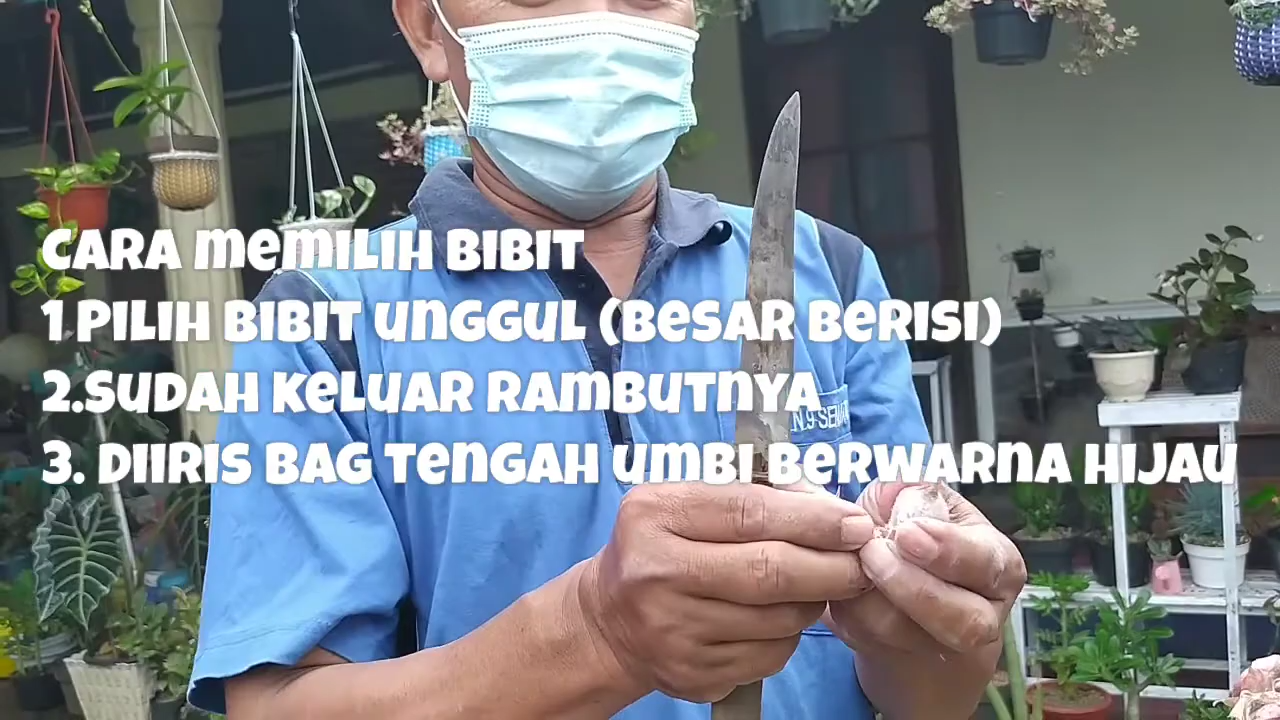 CARA MEMILIH BIBIT
1.PILIH BIBIT UNGGUL (BESAR BERISI)
2.SUDAH KELUAR RAMBUTNYA
3. DIIRIS BAG TENGAH UMBI BERWARNA HIJAU